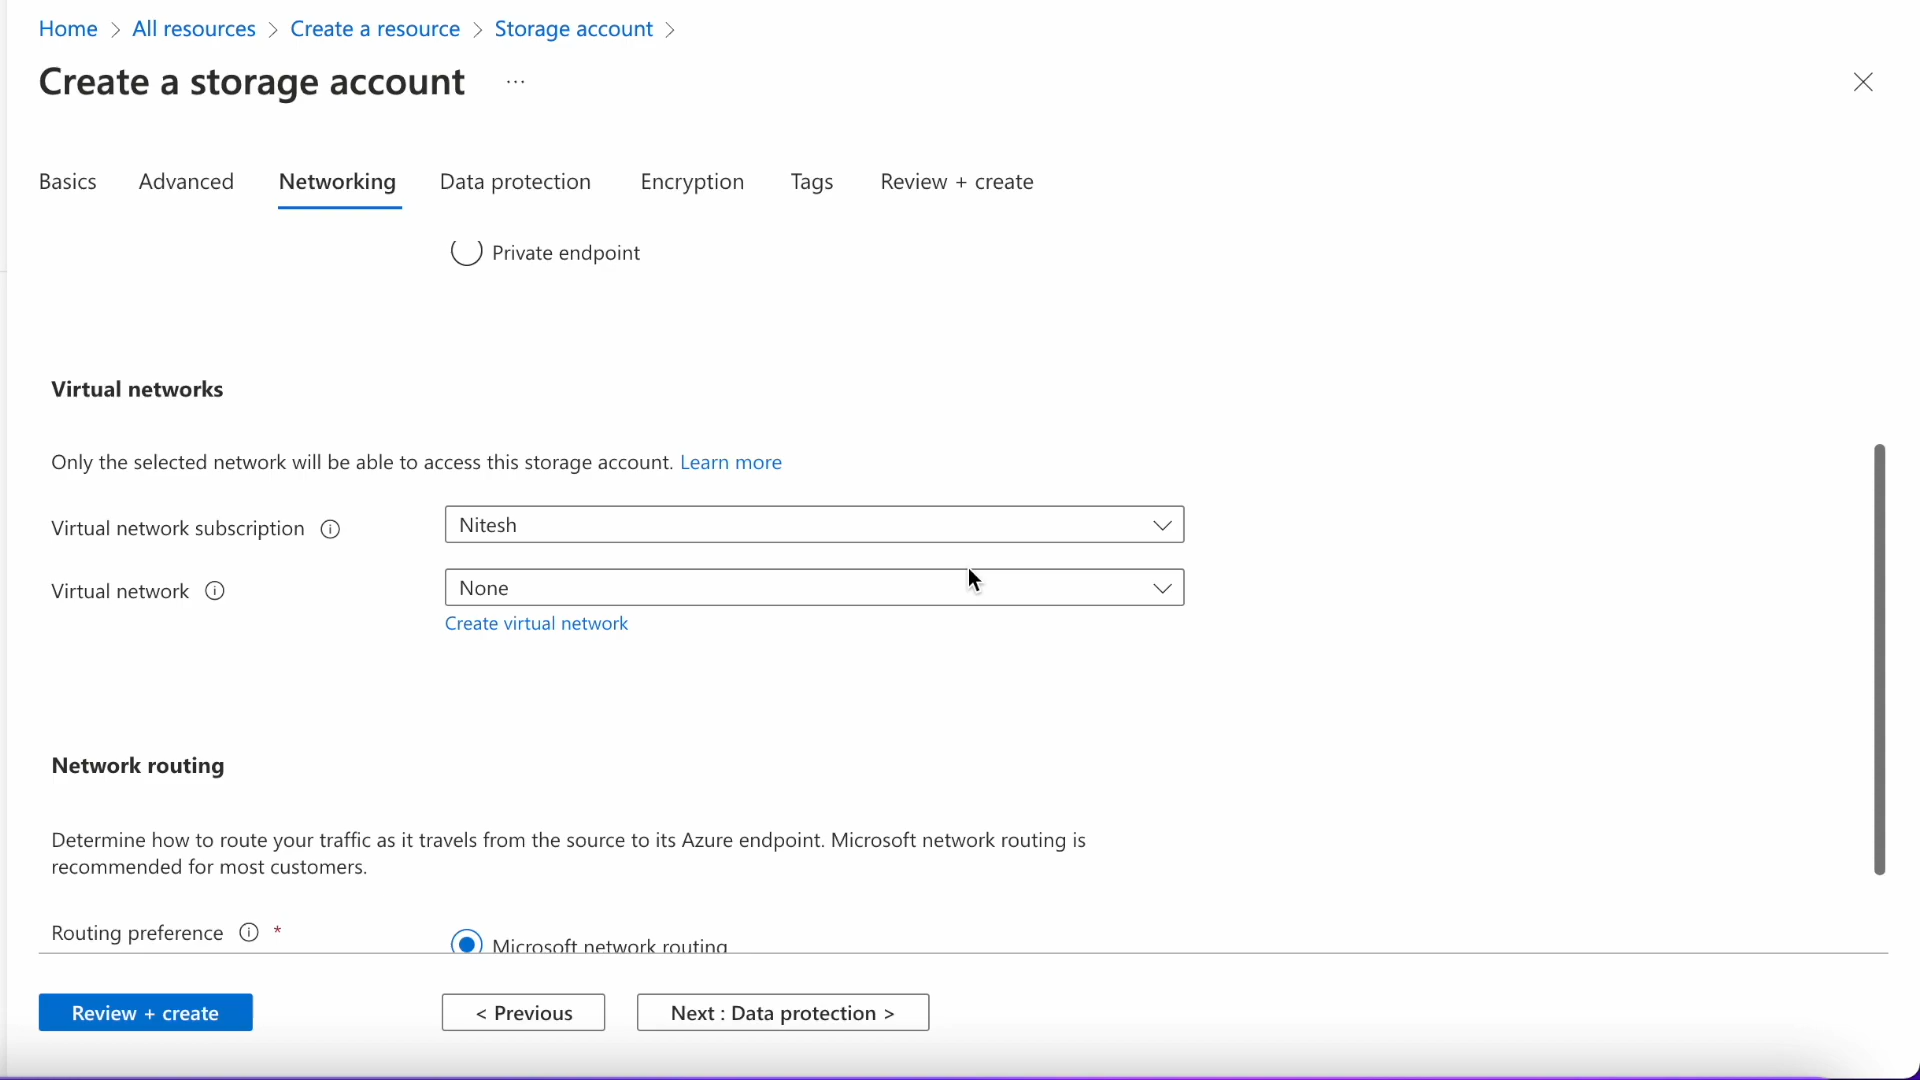 Home > All resources > Create a resource > Storage account >
Create a storage account ...
Basics Advanced Networking Data protection Encryption Tags Review + create
Private endpoint
Virtual networks
Only the selected network will be able to access this storage account. Learn more
Virtual network subscription Nitesh
Virtual network None
Create virtual network
Network routing
Determine how to route your traffic as it travels from the source to its Azure endpoint. Microsoft network routing is
recommended for most customers.
Routing preference * Microsoft network routing
Review + create < Previous Next : Data protection >